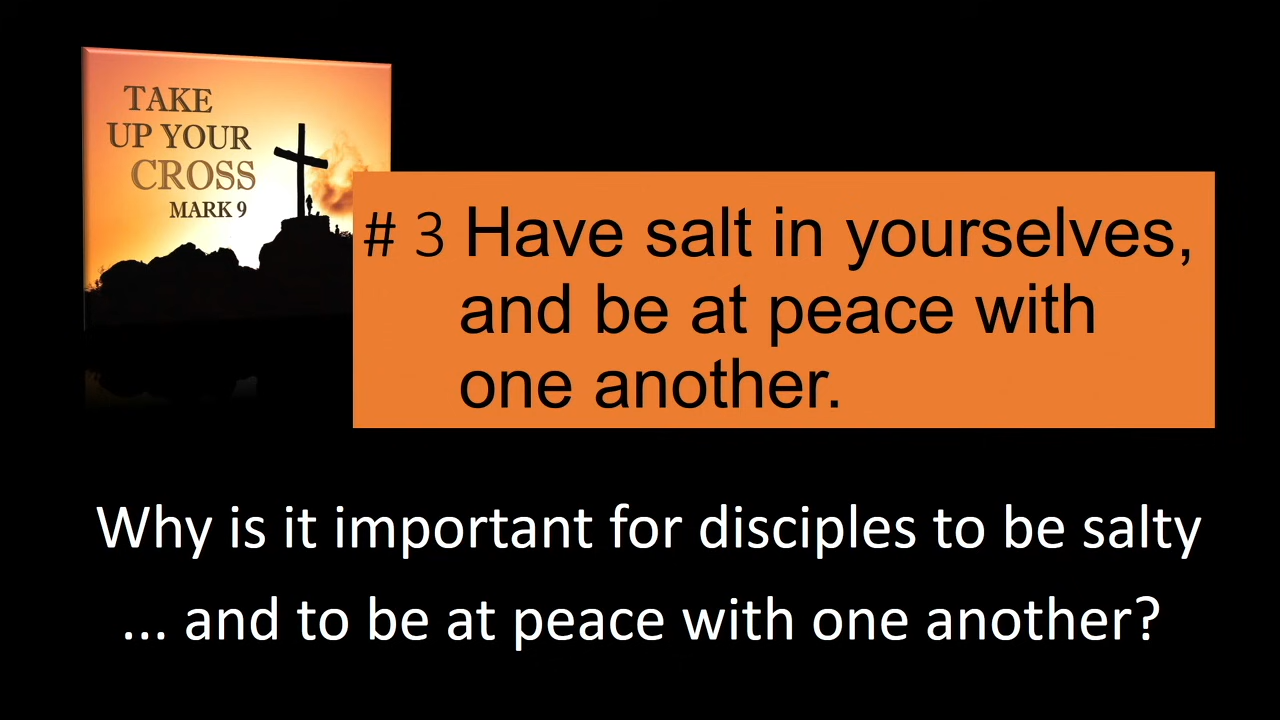 TAKE
UP YOUR
CROSS
MARK 9
# 3 Have salt in yourselves,
and be at peace with
one another.
Why is it important for disciples to be salty
... and to be at peace with one another?